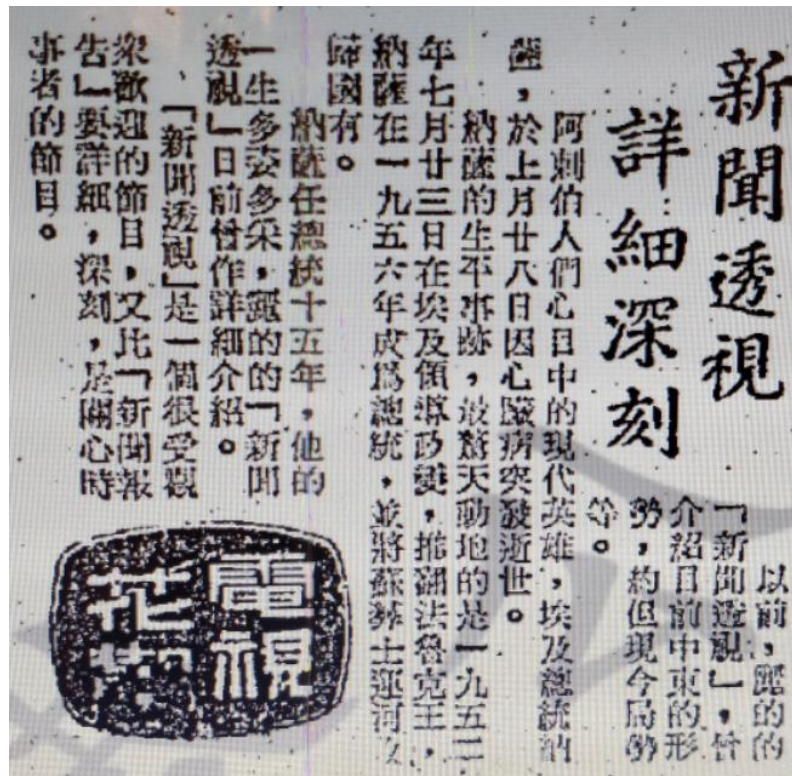 新聞透視
詳細深刻
以前，麗的的
「新聞透視」，曾
介紹目前中東的形
勢，約但現今局勢
等。
阿剌伯人們心目中的現代英雄，埃及總統納
薩，於上月廿八日因心臟病突發逝世。
納薩的生平事跡，最驚天動地的是一九五二
年七月廿三日在埃及領導政變，推翻法魯克王，
納薩在一九五六年成爲總統，並將蘇彝士運河收
歸國有。
納薩任總統十五年，他的
一生多姿多采，麗的的「新聞
透視」日前曾作詳細介紹。
「新聞透視」是一個很受觀
衆歡迎的節目，又比「新聞報
告」要詳細，深刻，是關心時
事者的節目。
電視